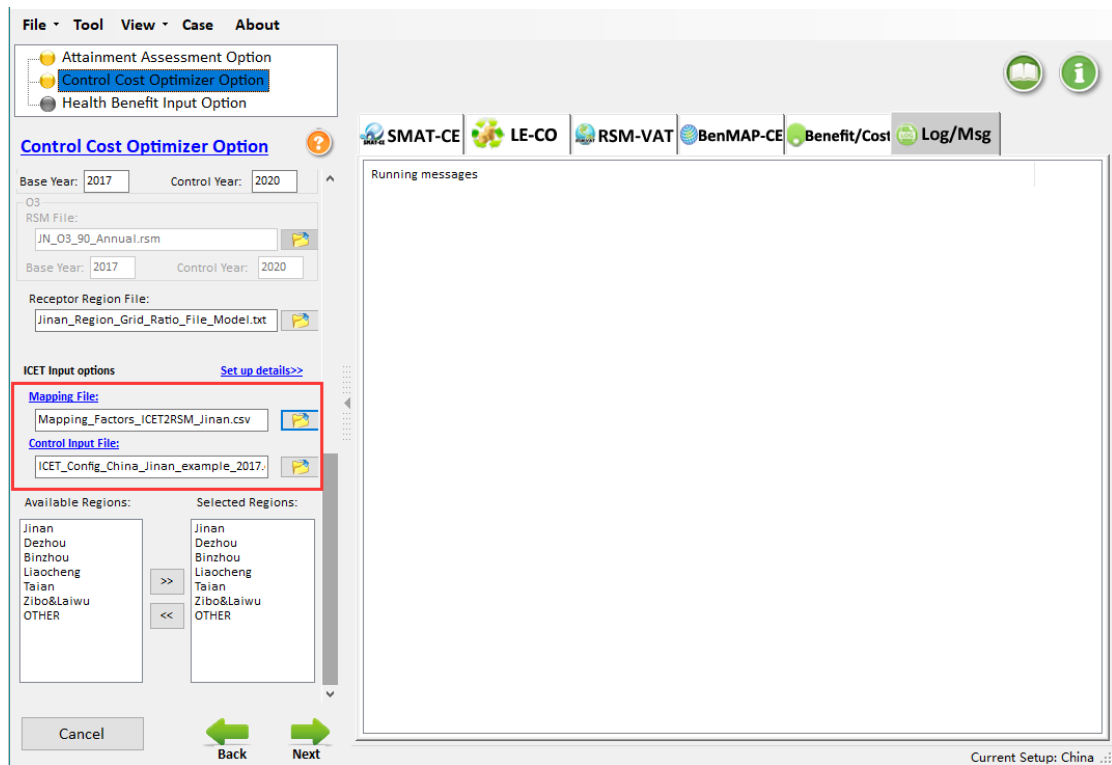 File Tool View Case About
Attainment Assessment Option
Control Cost Optimizer Option
Health Benefit Input Option
Control Cost Optimizer Option ?
SMAT-CE LE-CO RSM-VAT BenMAP-CE Benefit/Cost Log/Msg
Running messages
Base Year: 2017 Control Year: 2020
O3
RSM File:
JN_O3_90_Annual.rsm
Base Year: 2017 Control Year: 2020
Receptor Region File:
Jinan_Region_Grid_Ratio_File_Model.txt
ICET Input options Set up details>>
Mapping File:
Mapping_Factors_ICET2RSM_Jinan.csv
Control Input File:
ICET_Config_China_Jinan_example_2017.
Available Regions: Selected Regions:
Jinan Jinan
Dezhou Dezhou
Binzhou Binzhou
Liaocheng Liaocheng
Taian >> Taian
Zibo&Laiwu Zibo&Laiwu
OTHER << OTHER
Cancel Back Next
Current Setup: China